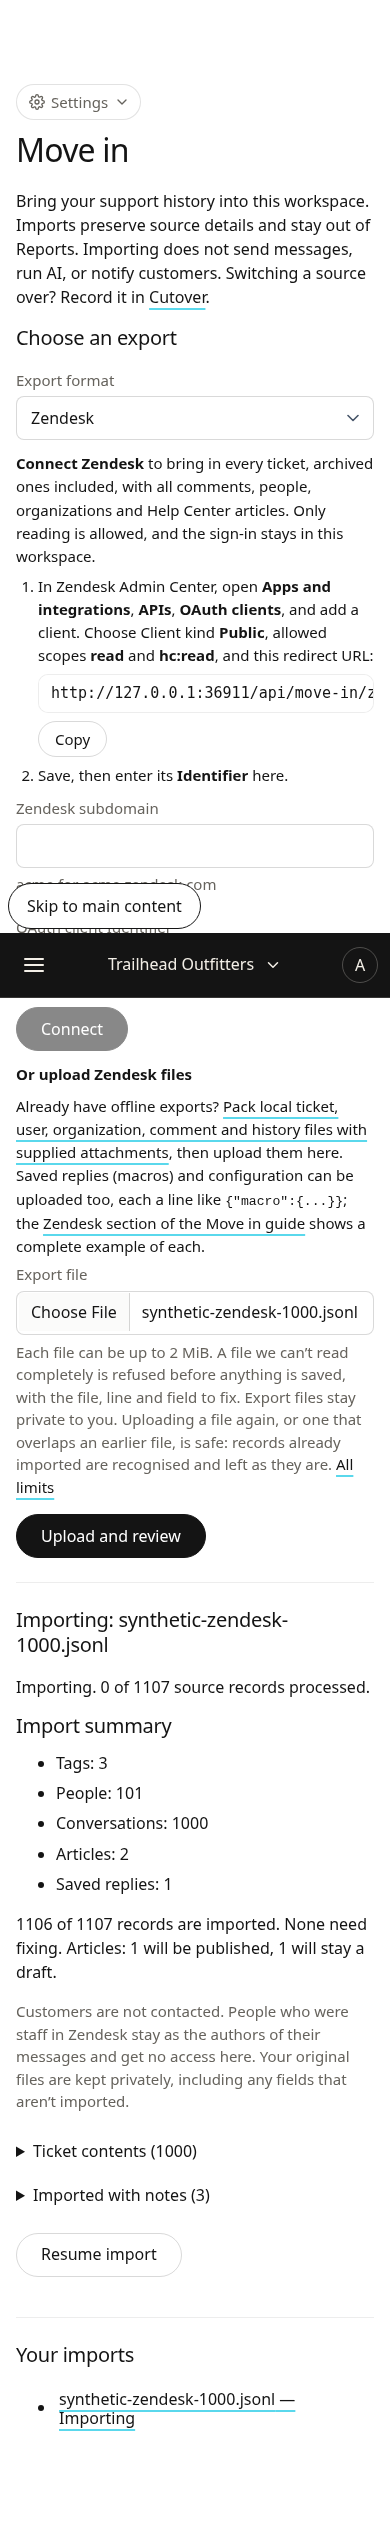 Settings
Move in
Bring your support history into this workspace.
Imports preserve source details and stay out of
Reports. Importing does not send messages,
run AI, or notify customers. Switching a source
over? Record it in Cutover.
Choose an export
Export format
Zendesk
Connect Zendesk to bring in every ticket, archived
ones included, with all comments, people,
organizations and Help Center articles. Only
reading is allowed, and the sign-in stays in this
workspace.
1. In Zendesk Admin Center, open Apps and
integrations, APIs, OAuth clients, and add a
client. Choose Client kind Public, allowed
scopes read and hc:read, and this redirect URL:
http://127.0.0.1:36911/api/move-in/z
Copy
2. Save, then enter its Identifier here.
Zendesk subdomain
Skip to main content
Trailhead Outfitters
A
Connect
Or upload Zendesk files
Already have offline exports? Pack local ticket,
user, organization, comment and history files with
supplied attachments, then upload them here.
Saved replies (macros) and configuration can be
uploaded too, each a line like {"macro":{...}};
the Zendesk section of the Move in guide shows a
complete example of each.
Export file
Choose File synthetic-zendesk-1000.jsonl
Each file can be up to 2 MiB. A file we can’t read
completely is refused before anything is saved,
with the file, line and field to fix. Export files stay
private to you. Uploading a file again, or one that
overlaps an earlier file, is safe: records already
imported are recognised and left as they are. All
limits
Upload and review
Importing: synthetic-zendesk-
1000.jsonl
Importing. 0 of 1107 source records processed.
Import summary
Tags: 3
People: 101
Conversations: 1000
Articles: 2
Saved replies: 1
1106 of 1107 records are imported. None need
fixing. Articles: 1 will be published, 1 will stay a
draft.
Customers are not contacted. People who were
staff in Zendesk stay as the authors of their
messages and get no access here. Your original
files are kept privately, including any fields that
aren’t imported.
Ticket contents (1000)
Imported with notes (3)
Resume import
Your imports
synthetic-zendesk-1000.jsonl —
Importing